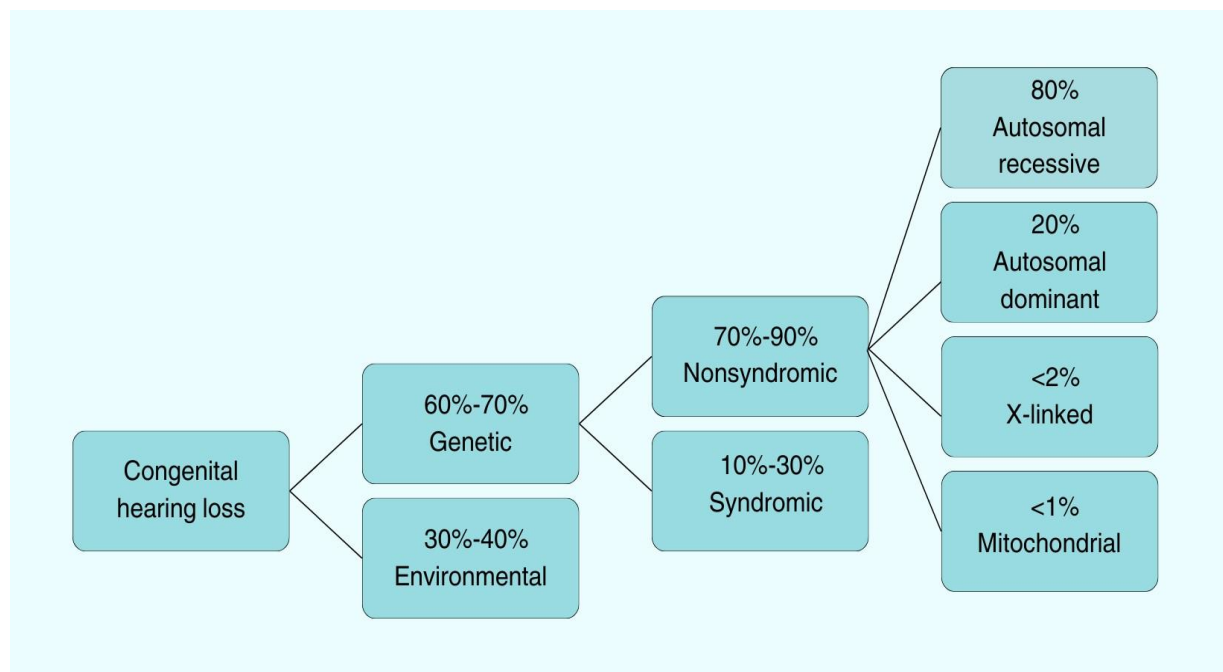 Congenital
hearing loss
60%-70%
Genetic
30%-40%
Environmental
70%-90%
Nonsyndromic
10%-30%
Syndromic
80%
Autosomal
recessive
20%
Autosomal
dominant
<2%
X-linked
<1%
Mitochondrial